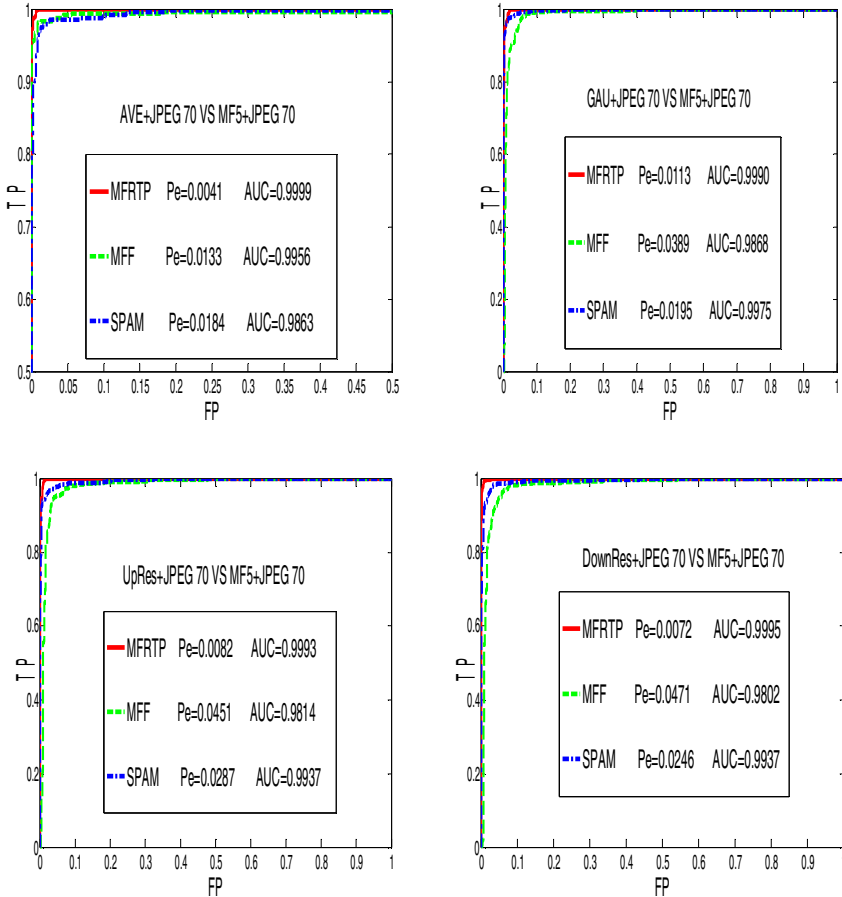 1
0.9
0.8
0.7
0.6
0.5
T P
AVE+JPEG 70 VS MF5+JPEG 70
MFRTP Pe=0.0041 AUC=0.9999
MFF Pe=0.0133 AUC=0.9956
SPAM Pe=0.0184 AUC=0.9863
0 0.05 0.1 0.15 0.2 0.25 0.3 0.35 0.4 0.45 0.5
FP
1
0.8
0.6
0.4
0.2
0
T P
GAU+JPEG 70 VS MF5+JPEG 70
MFRTP Pe=0.0113 AUC=0.9990
MFF Pe=0.0389 AUC=0.9868
SPAM Pe=0.0195 AUC=0.9975
0 0.1 0.2 0.3 0.4 0.5 0.6 0.7 0.8 0.9 1
FP
1
0.8
0.6
0.4
0.2
0
T P
UpRes+JPEG 70 VS MF5+JPEG 70
MFRTP Pe=0.0082 AUC=0.9993
MFF Pe=0.0451 AUC=0.9814
SPAM Pe=0.0287 AUC=0.9937
0 0.1 0.2 0.3 0.4 0.5 0.6 0.7 0.8 0.9 1
FP
1
0.8
0.6
0.4
0.2
0
T P
DownRes+JPEG 70 VS MF5+JPEG 70
MFRTP Pe=0.0072 AUC=0.9995
MFF Pe=0.0471 AUC=0.9802
SPAM Pe=0.0246 AUC=0.9937
0 0.1 0.2 0.3 0.4 0.5 0.6 0.7 0.8 0.9
FP